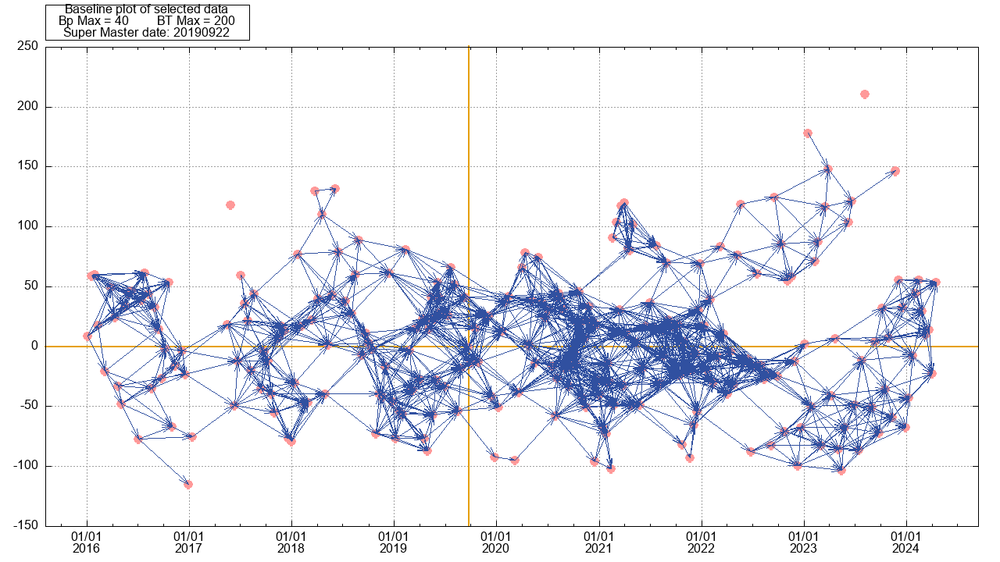 Baseline plot of selected data
Bp Max = 40 BT Max = 200
Super Master date: 20190922
250
200
150
100
50
0
-50
-100
-150
01/01 01/01 01/01 01/01 01/01 01/01 01/01 01/01 01/01
2016 2017 2018 2019 2020 2021 2022 2023 2024